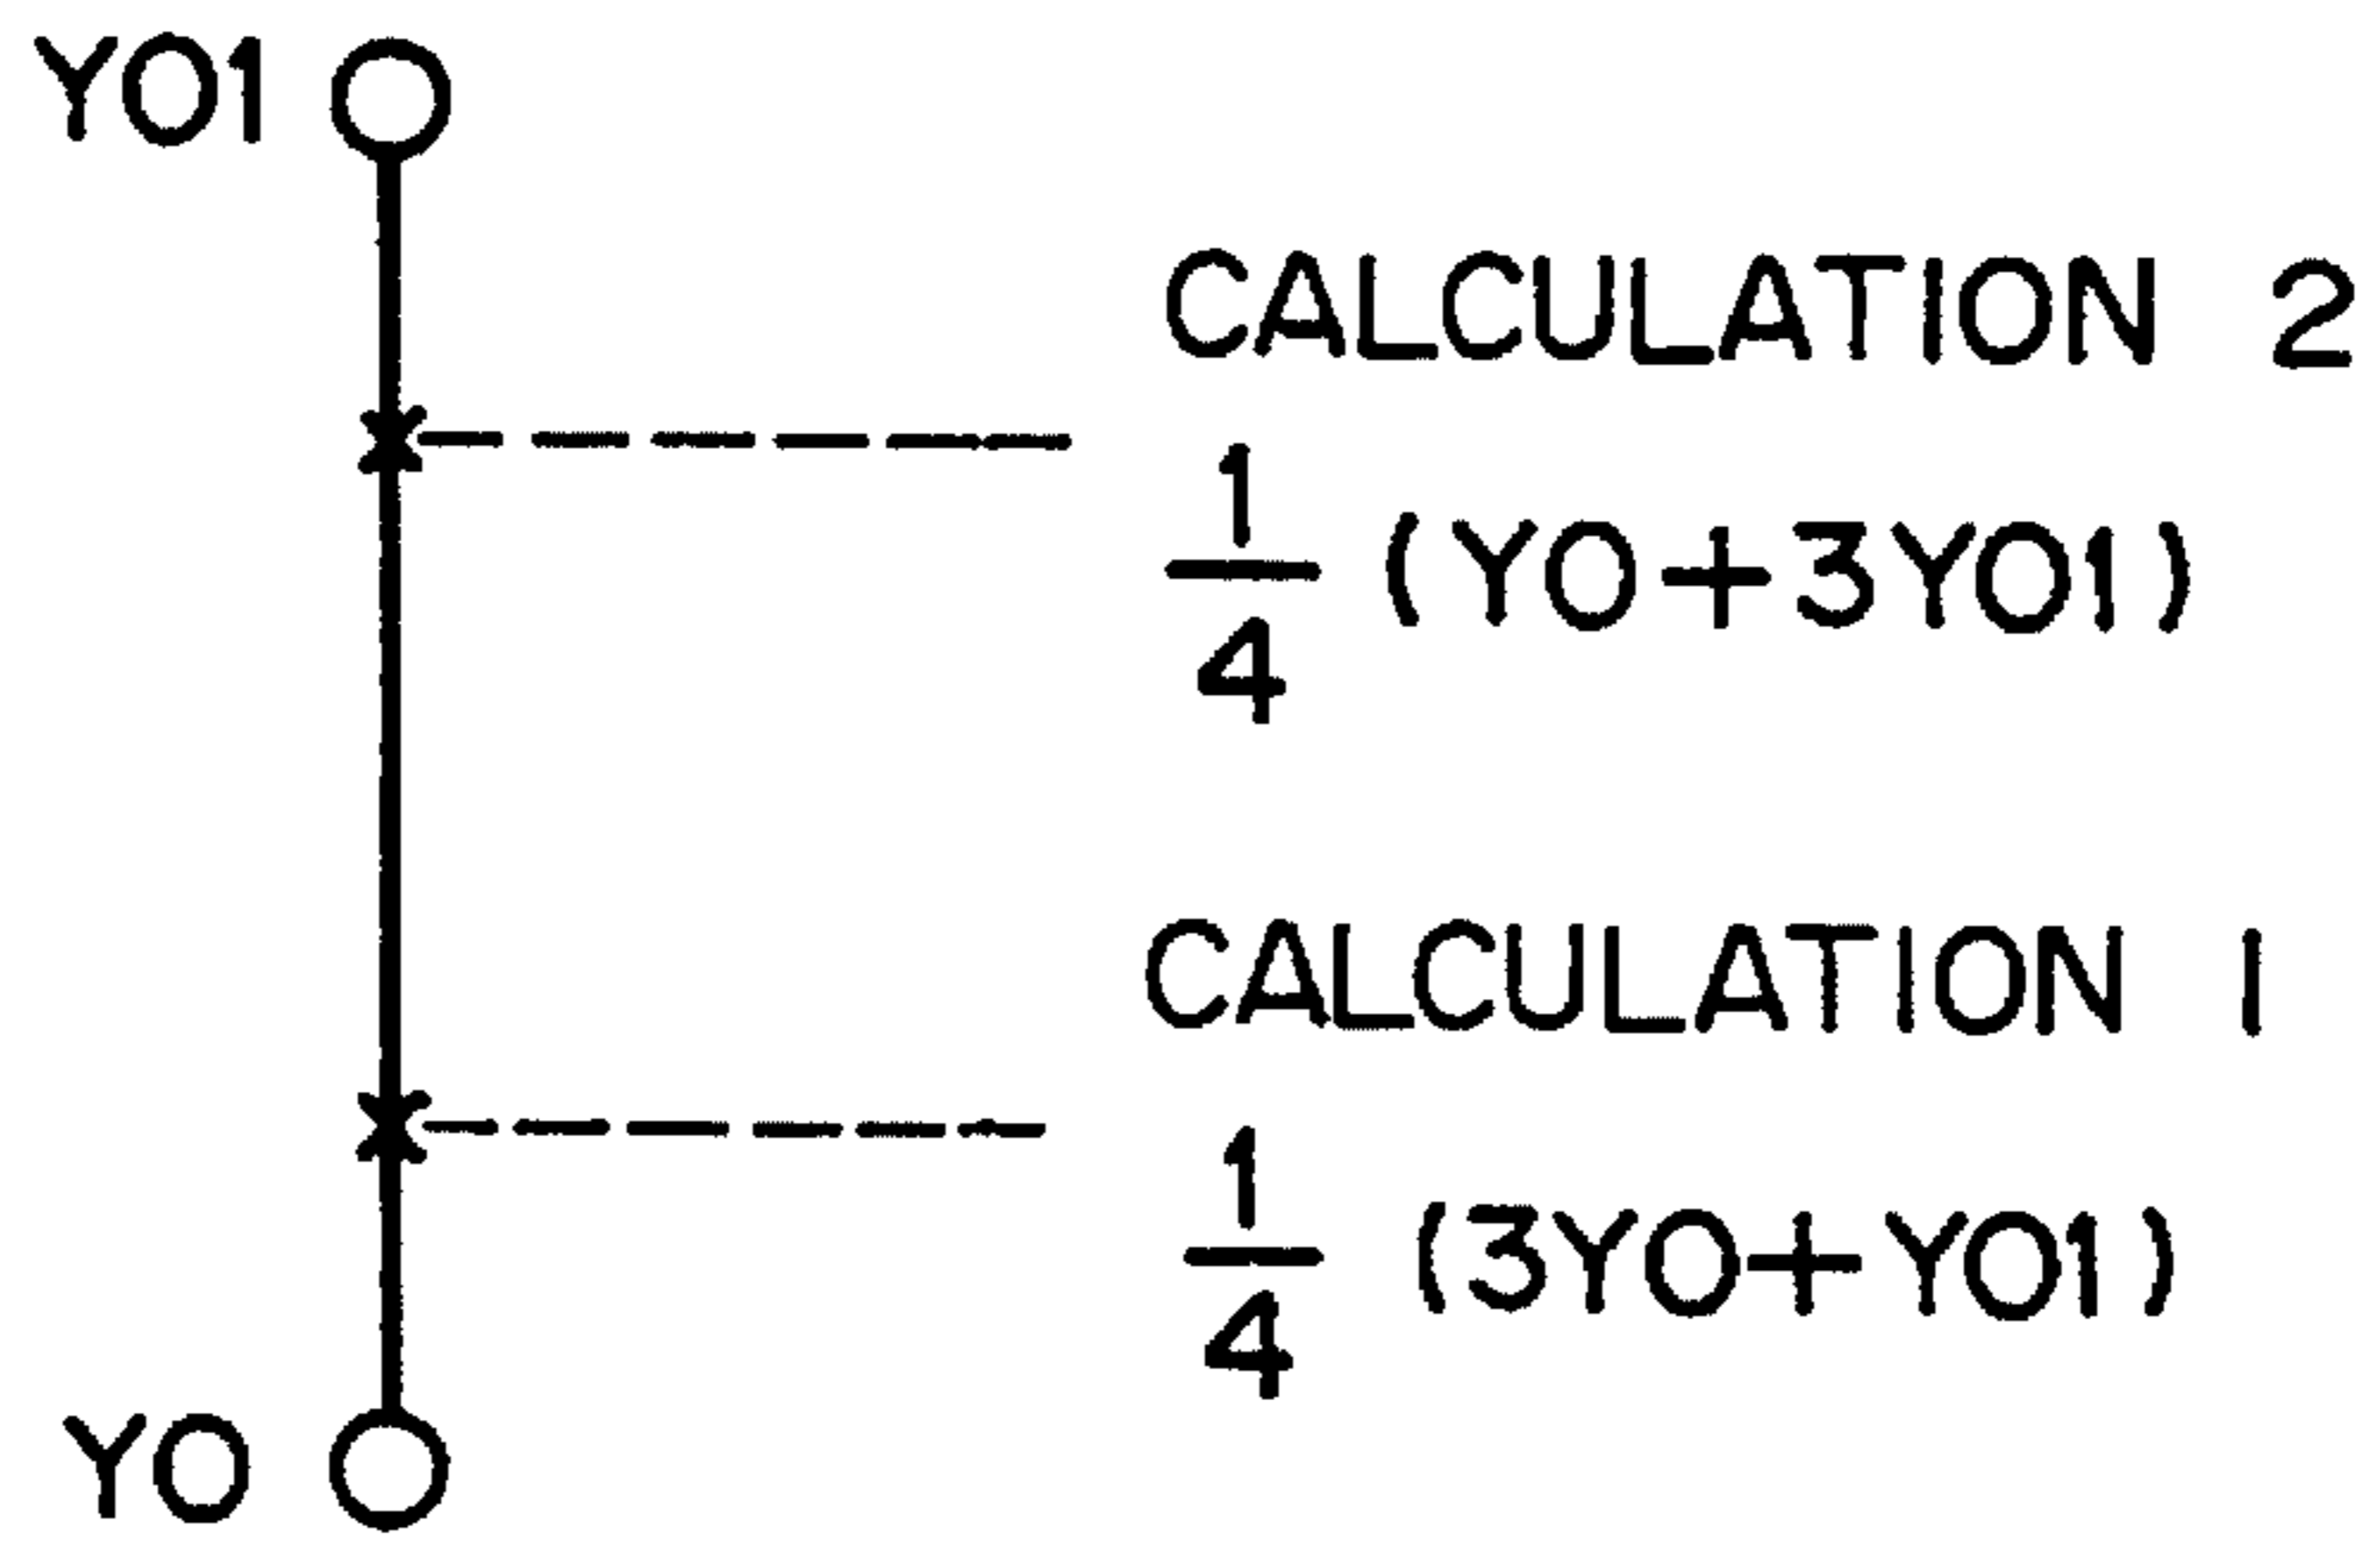 YO1
CALCULATION 2
1
4
(YO+3YO1)
CALCULATION 1
1
4
(3YO+YO1)
YO